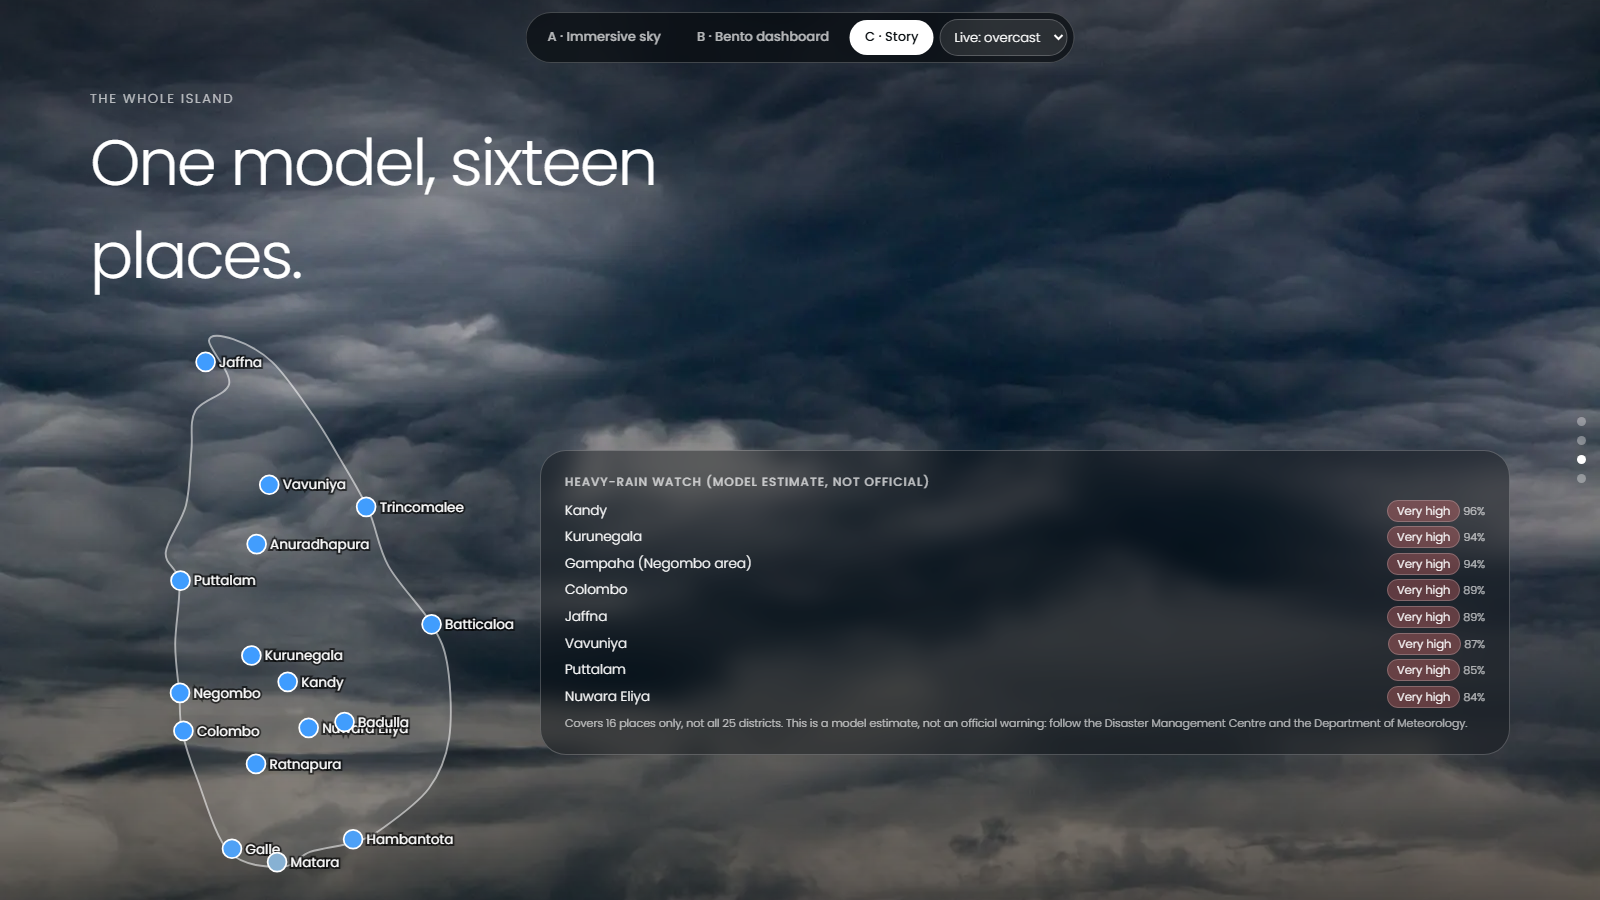 A · Immersive sky
B · Bento dashboard
C · Story
Live: overcast
THE WHOLE ISLAND
One model, sixteen
places.
Jaffna
Vavuniya
Trincomalee
Anuradhapura
Puttalam
Batticaloa
Kurunegala
Kandy
Negombo
Badulla
Nuwara Eliya
Colombo
Ratnapura
Hambantota
Galle
Matara
HEAVY-RAIN WATCH (MODEL ESTIMATE, NOT OFFICIAL)
Kandy Very high 96%
Kurunegala Very high 94%
Gampaha (Negombo area) Very high 94%
Colombo Very high 89%
Jaffna Very high 89%
Vavuniya Very high 87%
Puttalam Very high 85%
Nuwara Eliya Very high 84%
Covers 16 places only, not all 25 districts. This is a model estimate, not an official warning: follow the Disaster Management Centre and the Department of Meteorology.